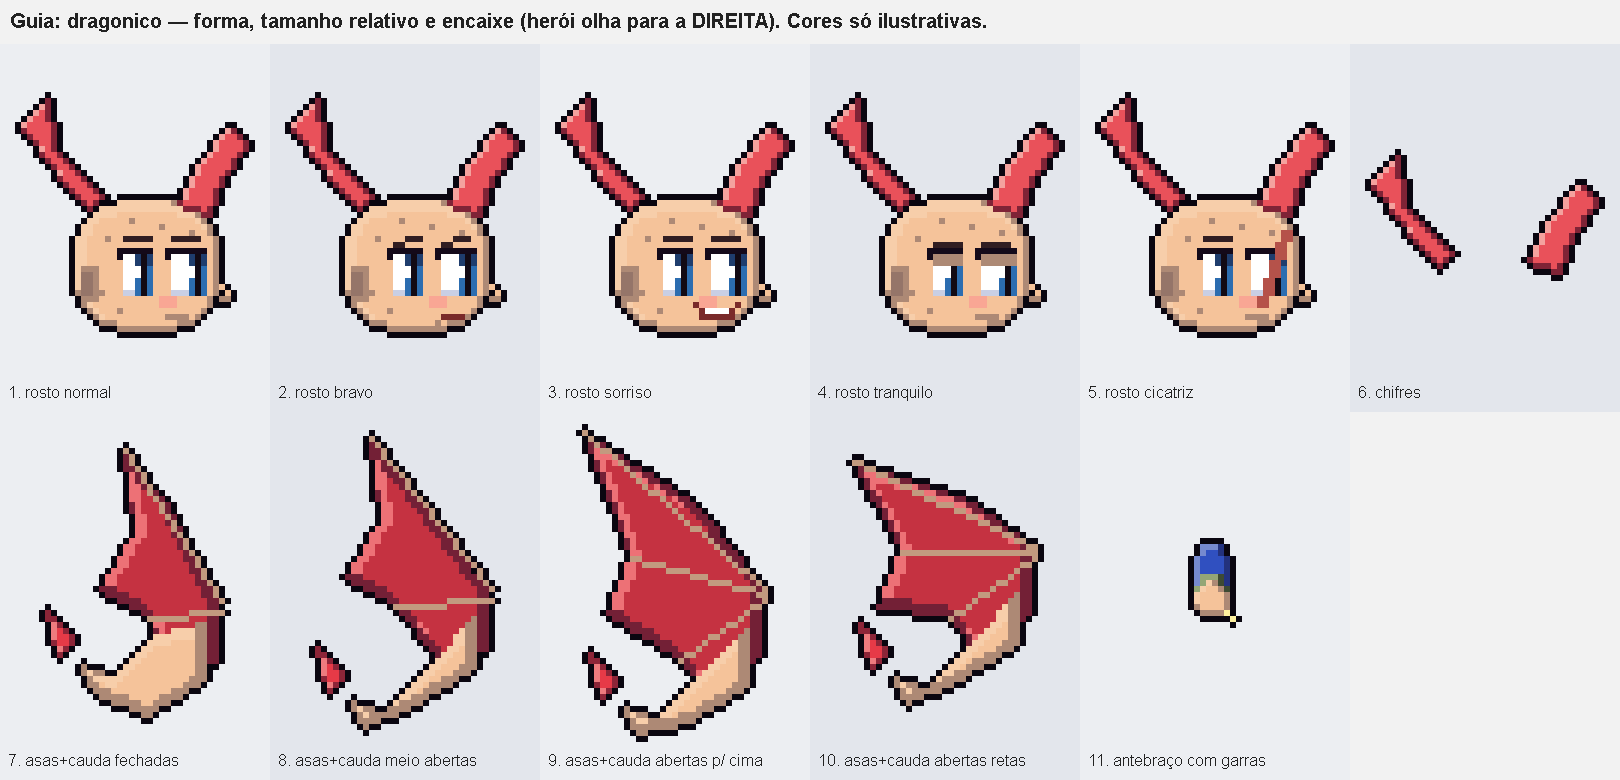 Guia: dragonico — forma, tamanho relativo e encaixe (herói olha para a DIREITA). Cores só ilustrativas.
1. rosto normal
2. rosto bravo
3. rosto sorriso
4. rosto tranquilo
5. rosto cicatriz
6. chifres
7. asas+cauda fechadas
8. asas+cauda meio abertas
9. asas+cauda abertas p/ cima
10. asas+cauda abertas retas
11. antebraço com garras